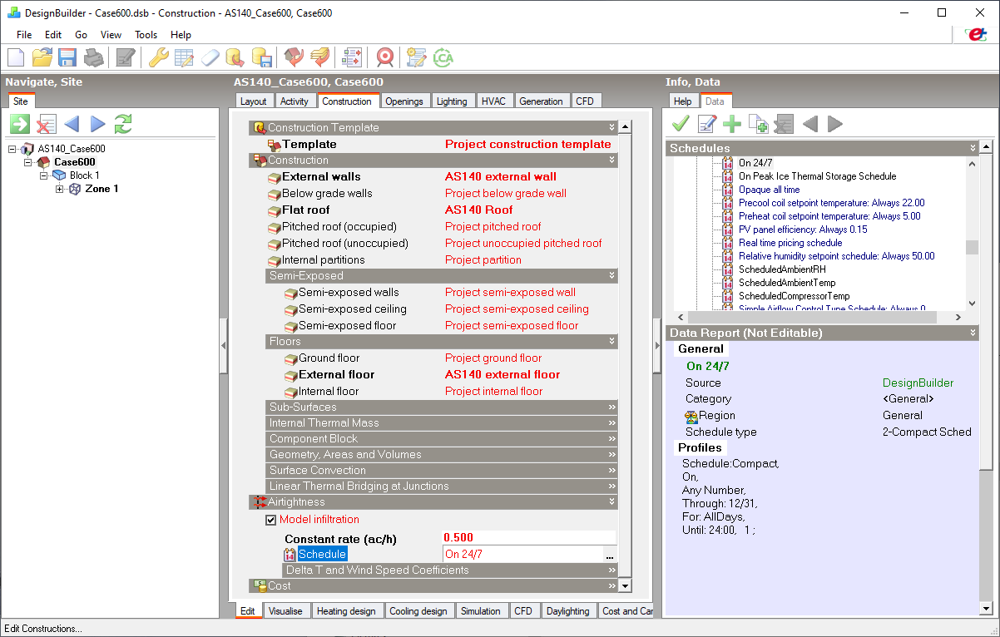 DesignBuilder - Case600.dsb - Construction - AS140_Case600, Case600
File Edit Go View Tools Help
Navigate, Site
Site
AS140_Case600
Case600
Block 1
Zone 1
AS140_Case600, Case600
Layout Activity Construction Openings Lighting HVAC Generation CFD
Construction Template
Template Project construction template
Construction
External walls AS140 external wall
Below grade walls Project below grade wall
Flat roof AS140 Roof
Pitched roof (occupied) Project pitched roof
Pitched roof (unoccupied) Project unoccupied pitched roof
Internal partitions Project partition
Semi-Exposed
Semi-exposed walls Project semi-exposed wall
Semi-exposed ceiling Project semi-exposed ceiling
Semi-exposed floor Project semi-exposed floor
Floors
Ground floor Project ground floor
External floor AS140 external floor
Internal floor Project internal floor
Sub-Surfaces
Internal Thermal Mass
Component Block
Geometry, Areas and Volumes
Surface Convection
Linear Thermal Bridging at Junctions
Airtightness
Model infiltration
Constant rate (ac/h) 0.500
Schedule On 24/7 ...
Delta T and Wind Speed Coefficients
Cost
Edit Visualise Heating design Cooling design Simulation CFD Daylighting Cost and Car
Info, Data
Help Data
Schedules
On 24/7
On Peak Ice Thermal Storage Schedule
Opaque all time
Precool coil setpoint temperature: Always 22.00
Preheat coil setpoint temperature: Always 5.00
PV panel efficiency: Always 0.15
Real time pricing schedule
Relative humidity setpoint schedule: Always 50.00
ScheduledAmbientRH
ScheduledAmbientTemp
ScheduledCompressorTemp
Simple Airflow Control Type Schedule: Always 0
Data Report (Not Editable)
General
On 24/7
Source DesignBuilder
Category <General>
Region General
Schedule type 2-Compact Sched
Profiles
Schedule:Compact,
On,
Any Number,
Through: 12/31,
For: AllDays,
Until: 24:00, 1 ;
Edit Constructions...